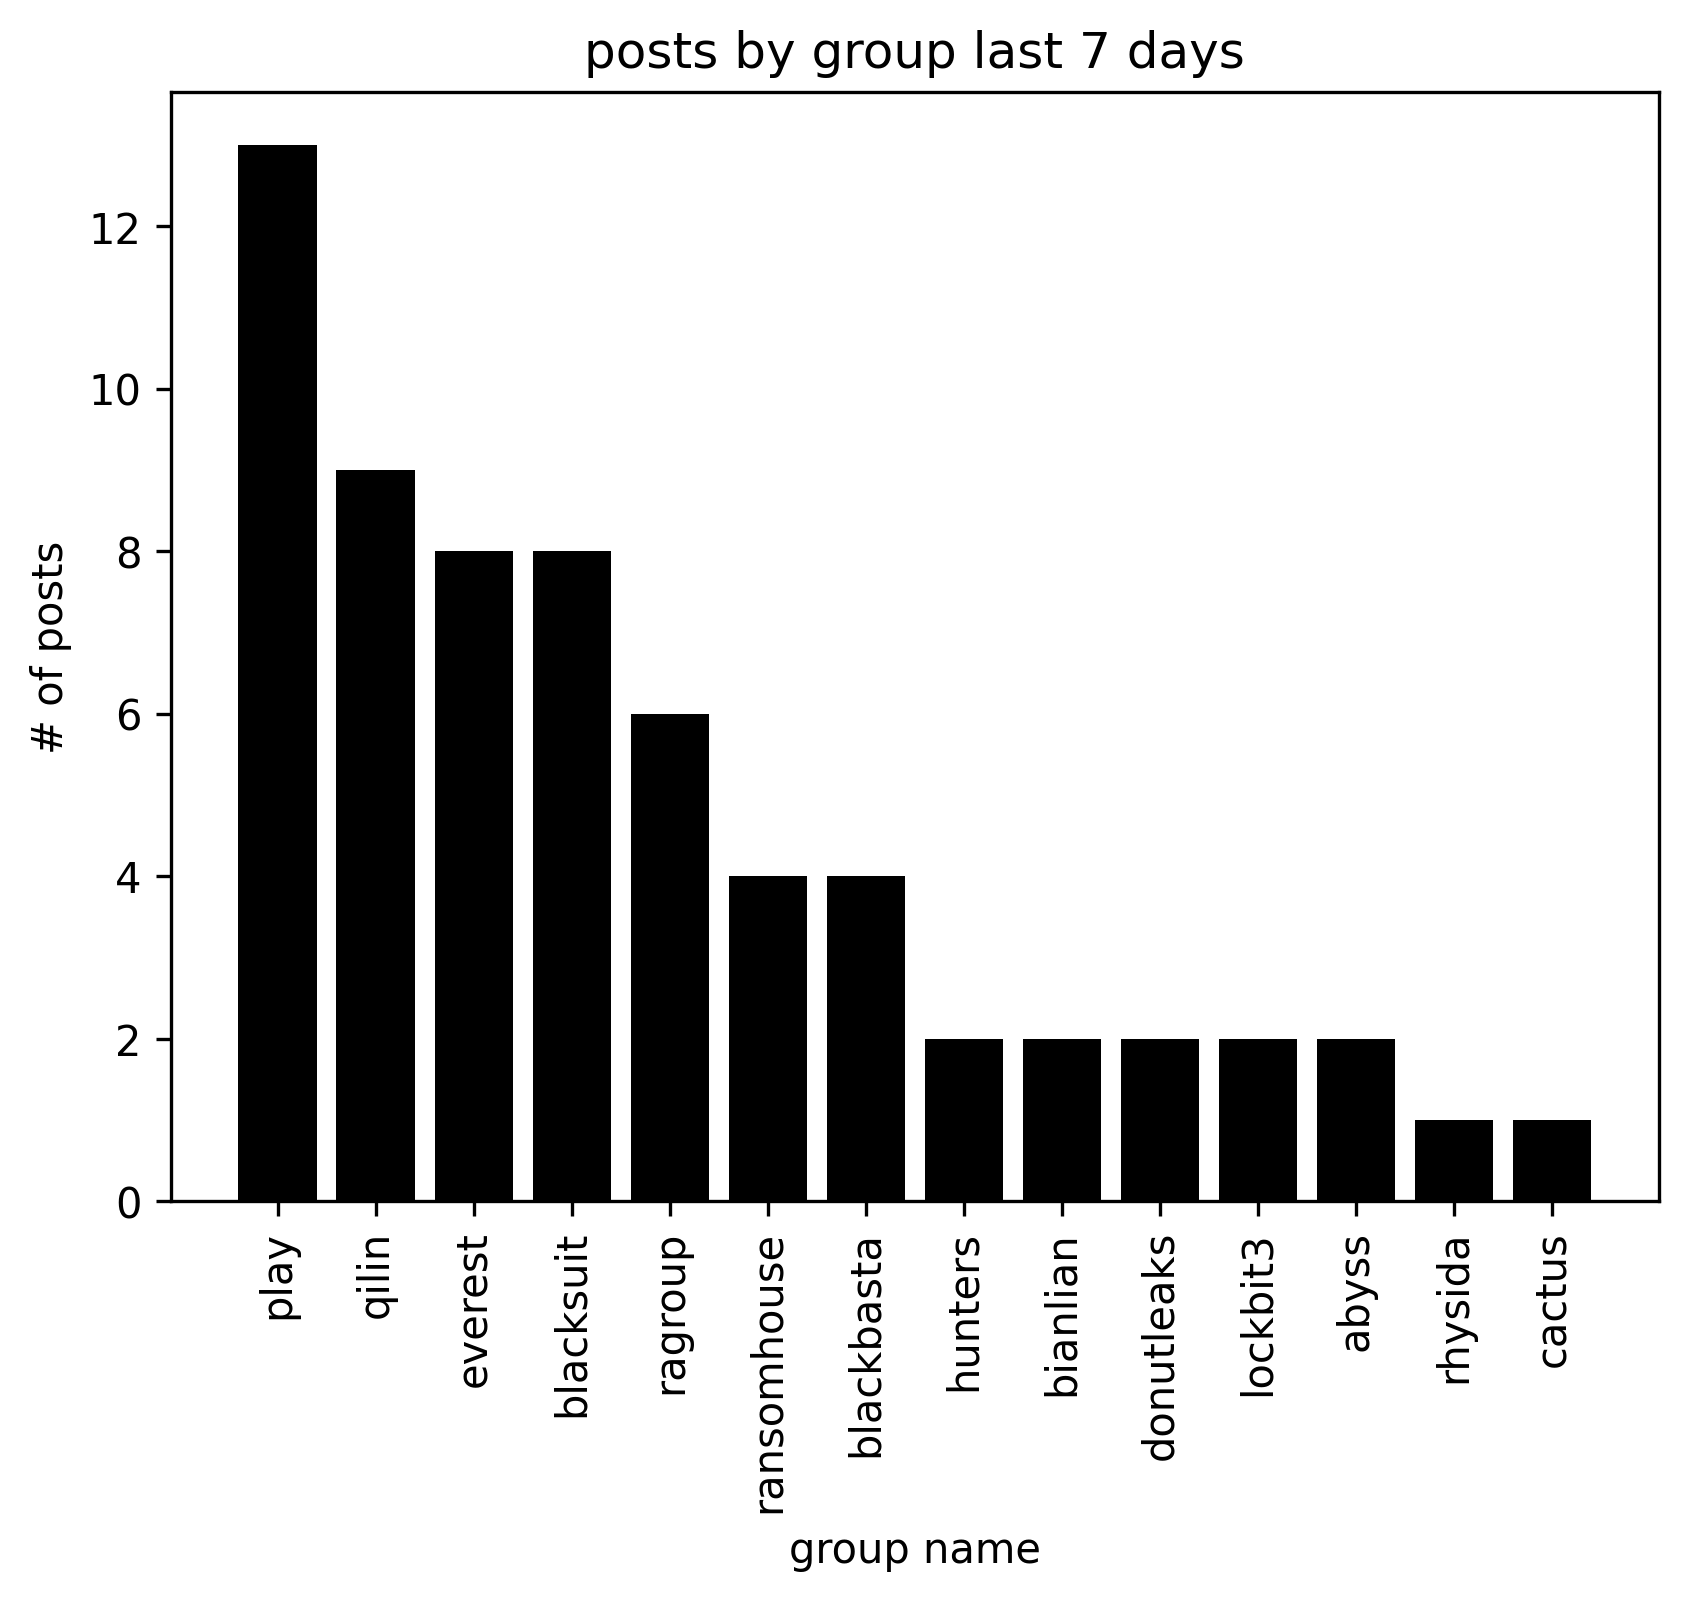 posts by group last 7 days
12
10
8
6
4
2
0
# of posts
play
qilin
everest
blacksuit
ragroup
ransomhouse
blackbasta
hunters
bianlian
donutleaks
lockbit3
abyss
rhysida
cactus
group name